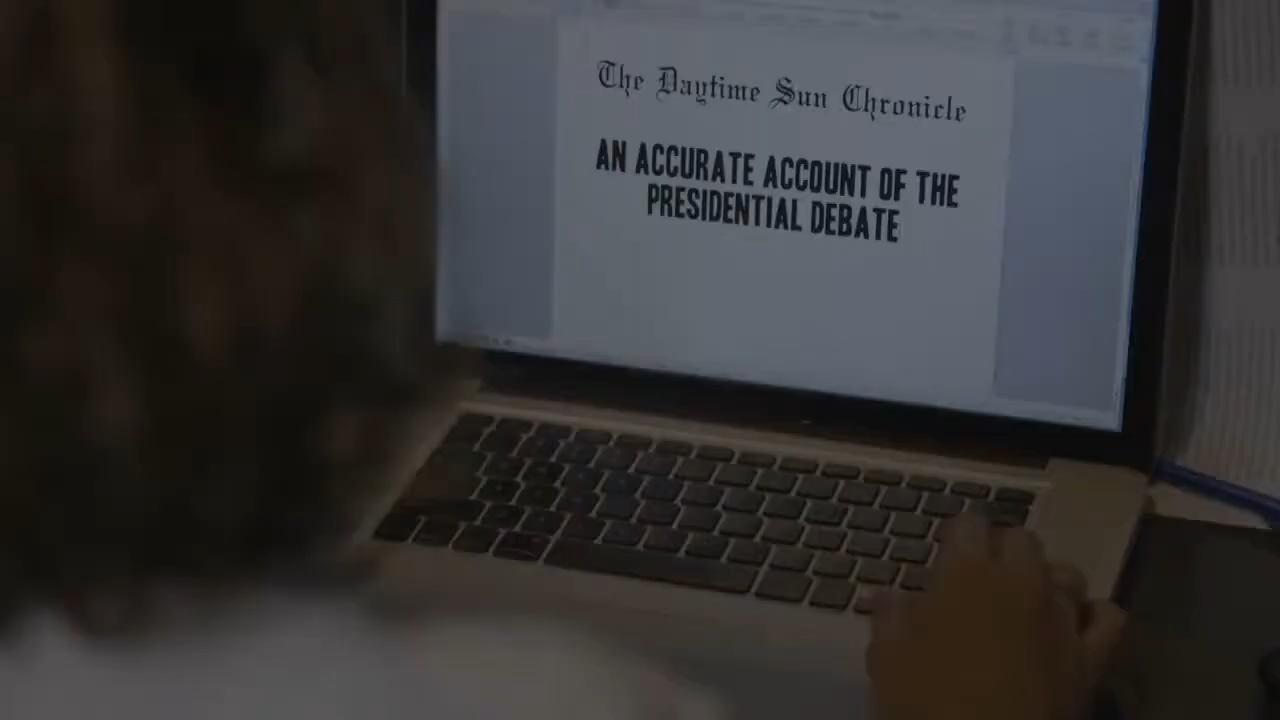 The Daytime Sun Chronicle
AN ACCURATE ACCOUNT OF THE
PRESIDENTIAL DEBATE